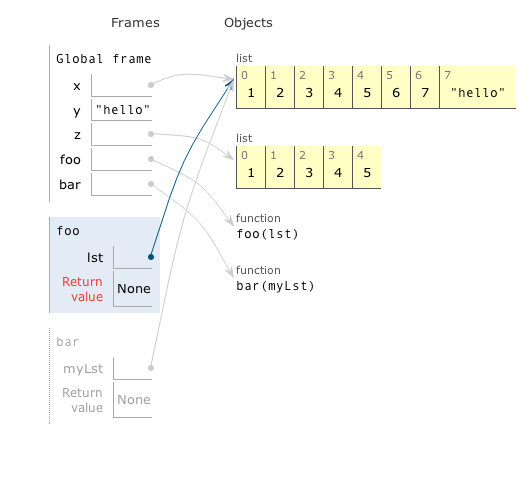 Frames Objects
Global frame
x
y "hello"
z
foo
bar
list
0 1 2 3 4 5 6 7
1 2 3 4 5 6 7 "hello"
list
0 1 2 3 4
1 2 3 4 5
function
foo(lst)
function
bar(myLst)
foo
lst
Return
value None
bar
myLst
Return
value None